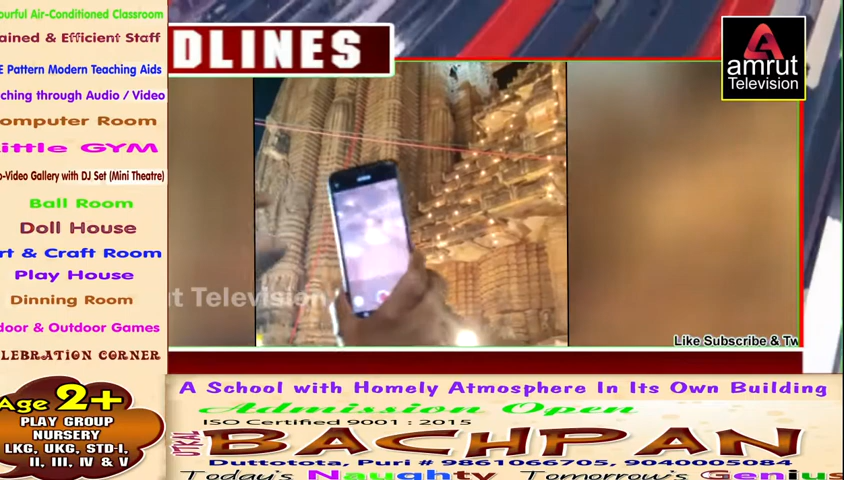 ourful Air-Conditioned Classroom
ained & Efficient Staff
E Pattern Modern Teaching Aids
ching through Audio / Video
omputer Room
ittle GYM
o-Video Gallery with DJ Set (Mini Theatre)
Ball Room
Doll House
rt & Craft Room
Play House
Dinning Room
door & Outdoor Games
LEBRATION CORNER
Age 2+
PLAY GROUP
NURSERY
LKG, UKG, STD-I,
II, III, IV & V
DLINES
amrut
Television
t Television
Like Subscribe & Tw
A School with Homely Atmosphere In Its Own Building
Admission Open
ISO Certified 9001 : 2015
UTKAL BACHPAN
Duttotota, Puri # 9861066705, 9040005084
Today's Naughty Tomorrow's Genius